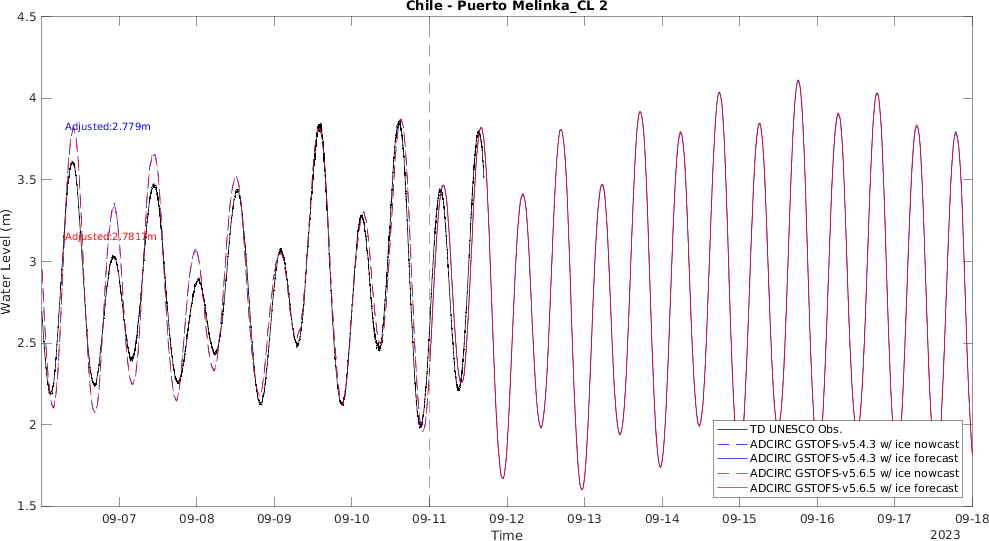 Chile - Puerto Melinka_CL 2
4.5
4
3.5
3
2.5
2
1.5
Water Level (m)
Adjusted:2.779m
Adjusted:2.7817m
TD UNESCO Obs.
ADCIRC GSTOFS-v5.4.3 w/ ice nowcast
ADCIRC GSTOFS-v5.4.3 w/ ice forecast
ADCIRC GSTOFS-v5.6.5 w/ ice nowcast
ADCIRC GSTOFS-v5.6.5 w/ ice forecast
09-07 09-08 09-09 09-10 09-11 09-12 09-13 09-14 09-15 09-16 09-17 09-18
Time
2023